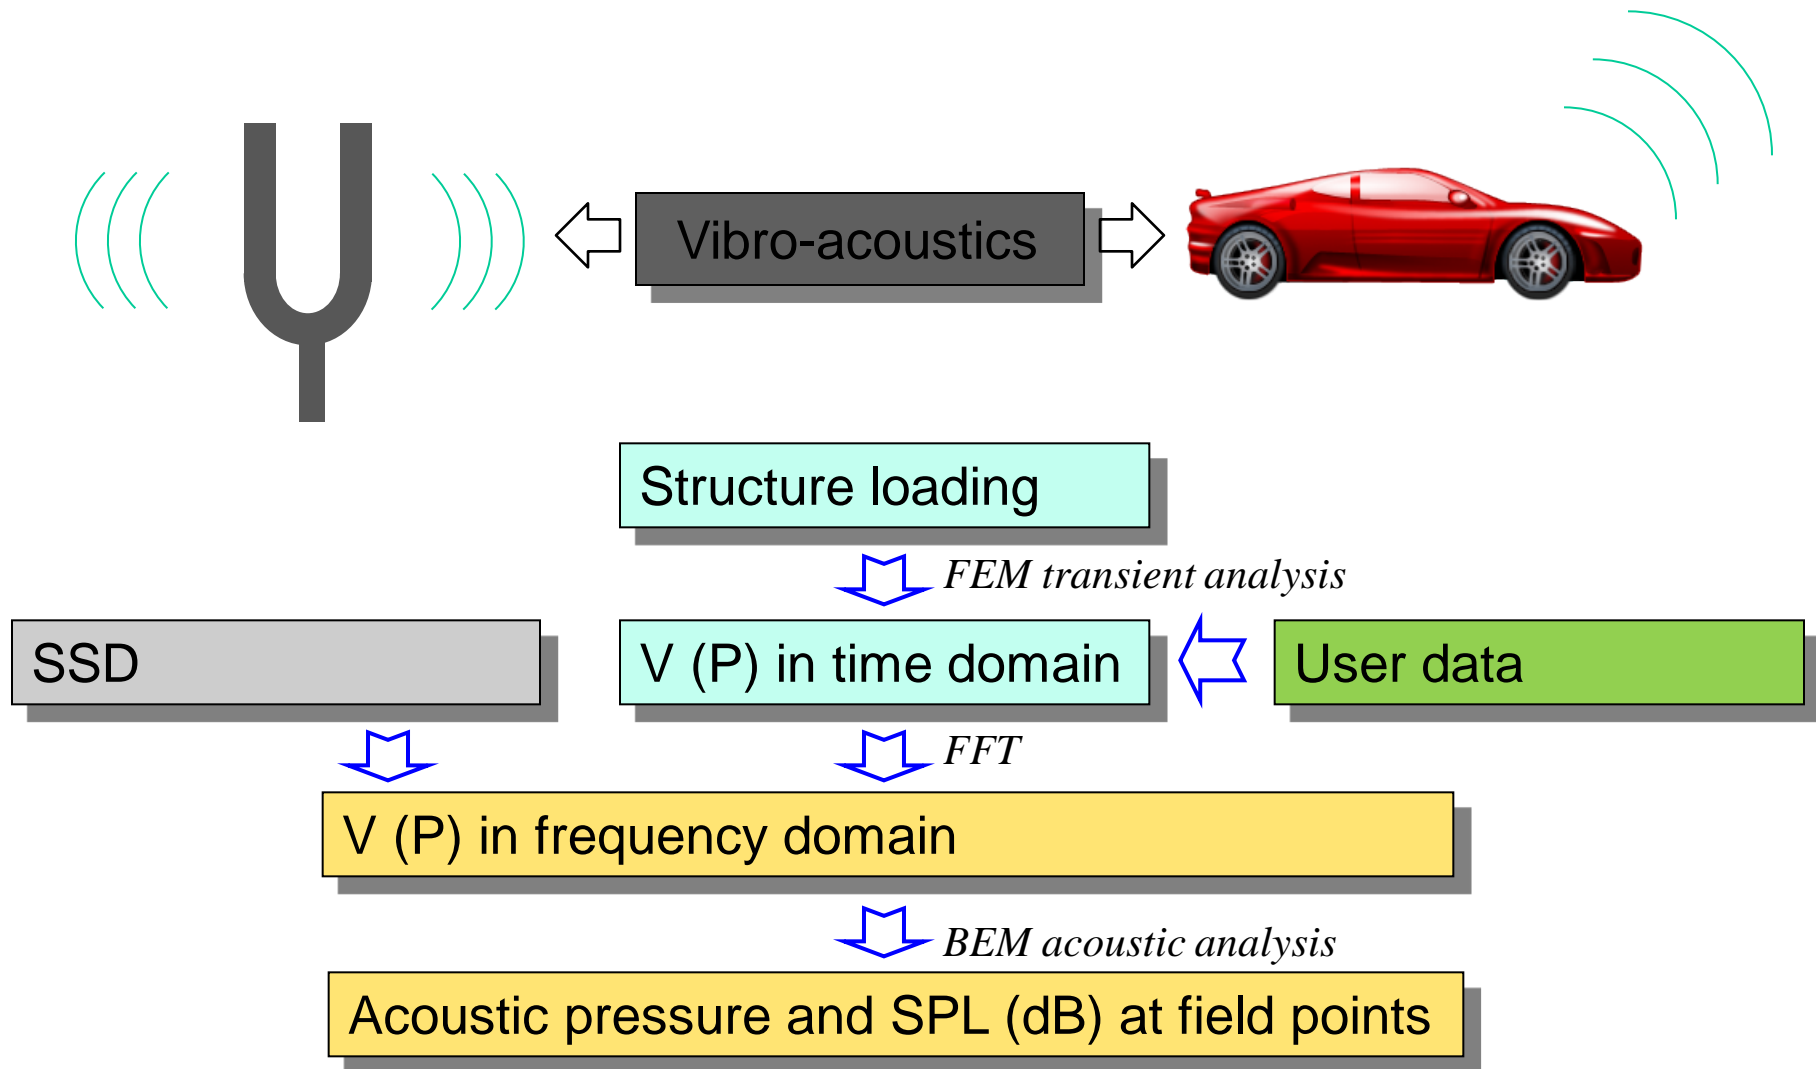 Vibro-acoustics
Structure loading
FEM transient analysis
SSD
V (P) in time domain
User data
FFT
V (P) in frequency domain
BEM acoustic analysis
Acoustic pressure and SPL (dB) at field points